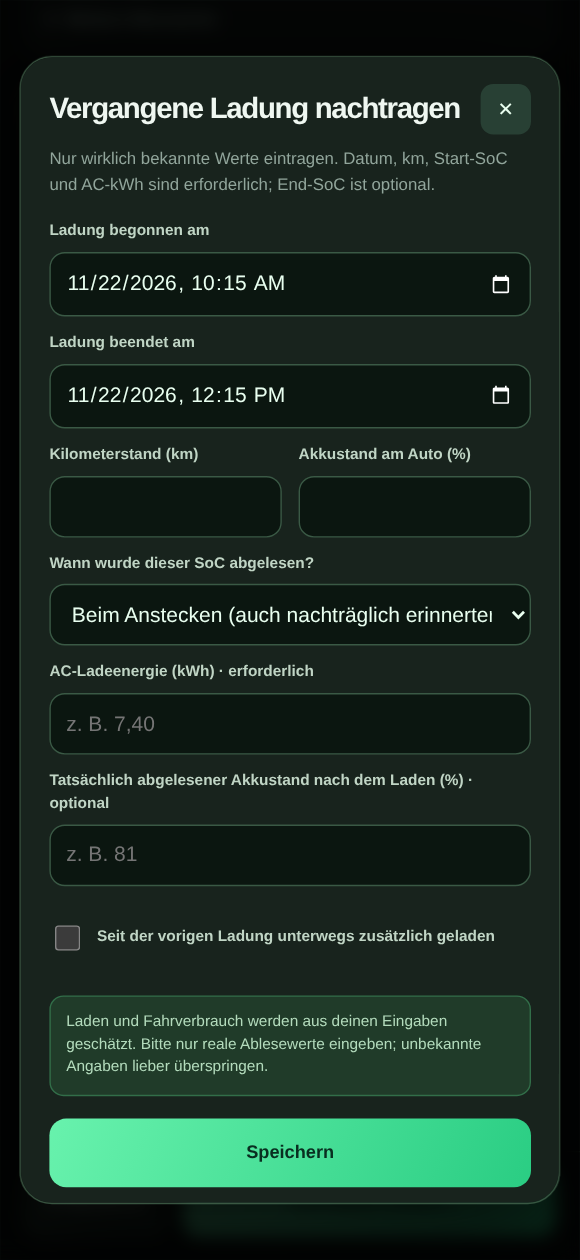 Vergangene Ladung nachtragen
×
Nur wirklich bekannte Werte eintragen. Datum, km, Start-SoC
und AC-kWh sind erforderlich; End-SoC ist optional.
Ladung begonnen am
11/22/2026, 10:15 AM
Ladung beendet am
11/22/2026, 12:15 PM
Kilometerstand (km) Akkustand am Auto (%)
Wann wurde dieser SoC abgelesen?
Beim Anstecken (auch nachträglich erinnerter
AC-Ladeenergie (kWh) · erforderlich
z. B. 7,40
Tatsächlich abgelesener Akkustand nach dem Laden (%) ·
optional
z. B. 81
Seit der vorigen Ladung unterwegs zusätzlich geladen
Laden und Fahrverbrauch werden aus deinen Eingaben
geschätzt. Bitte nur reale Ablesewerte eingeben; unbekannte
Angaben lieber überspringen.
Speichern